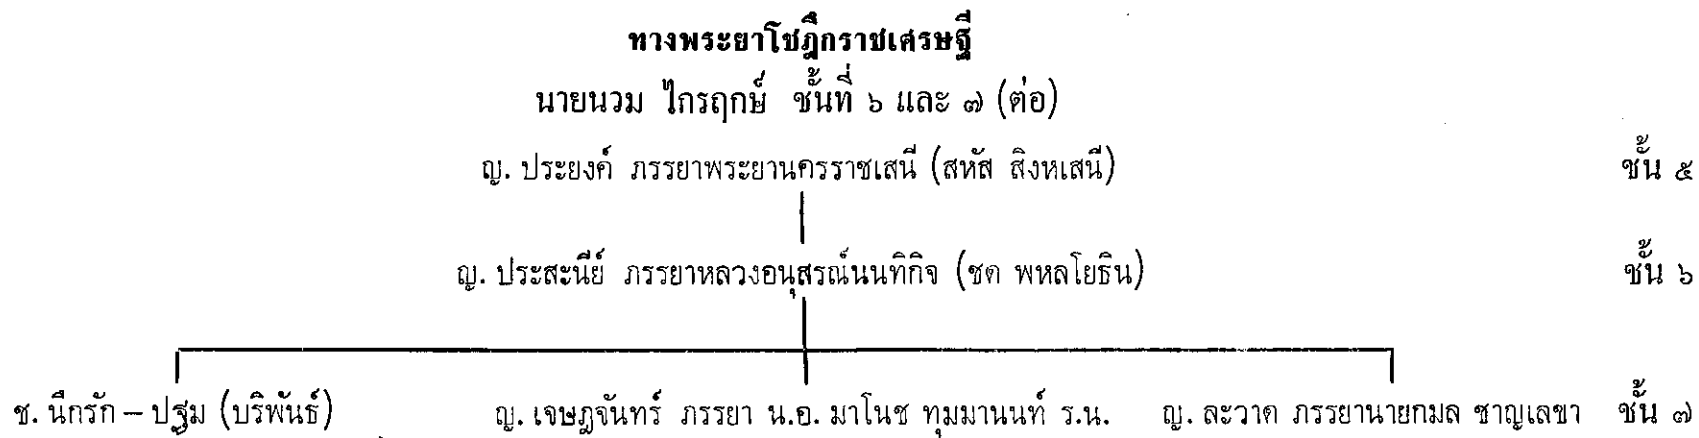 ทางพระยาโชฎึกราชเศรษฐี
นายนวม ไกรฤกษ์ ชั้นที่ ๖ และ ๗ (ต่อ)
ญ. ประยงค์ ภรรยาพระยานครราชเสนี (สหัส สิงหเสนี) ชั้น ๕
ญ. ประสะนีย์ ภรรยาหลวงอนุสรณ์นนทิกิจ (ชด พหลโยธิน) ชั้น ๖
ช. นึกรัก – ปฐม (บริพันธ์) ญ. เจษฎจันทร์ ภรรยา น.อ. มาโนช ทุมมานนท์ ร.น. ญ. ละวาด ภรรยานายกมล ชาญเลขา ชั้น ๗